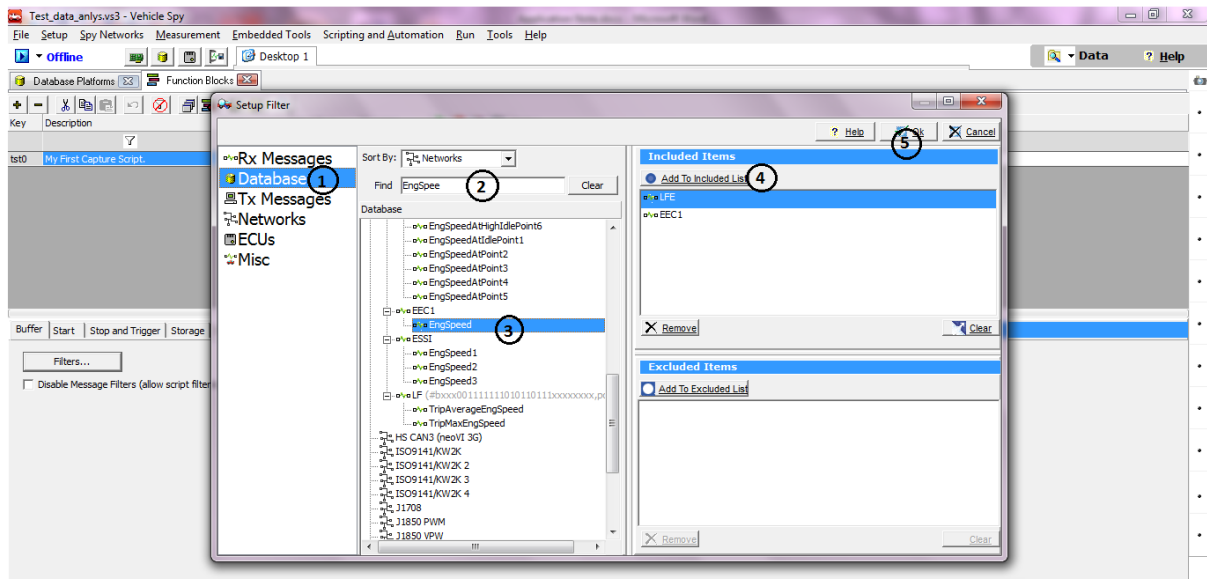 Test_data_anlys.vs3 - Vehicle Spy
File Setup Spy Networks Measurement Embedded Tools Scripting and Automation Run Tools Help
Offline
Desktop 1
Data
? Help
Database Platforms
Function Blocks
Key Description
tst0 My First Capture Script.
Buffer Start Stop and Trigger Storage
Filters...
Disable Message Filters (allow script filter
Setup Filter
? Help
Ok
Cancel
5
Rx Messages
Database
1
Tx Messages
Networks
ECUs
Misc
Sort By: Networks
Find EngSpee
2
Clear
Database
EngSpeedAtHighIdlePoint6
EngSpeedAtIdlePoint1
EngSpeedAtPoint2
EngSpeedAtPoint3
EngSpeedAtPoint4
EngSpeedAtPoint5
EEC1
EngSpeed
3
ESSI
EngSpeed1
EngSpeed2
EngSpeed3
LF (#bxxx00111111010110111xxxxxxxx,po
TripAverageEngSpeed
TripMaxEngSpeed
HS CAN3 (neoVI 3G)
ISO9141/KW2K
ISO9141/KW2K 2
ISO9141/KW2K 3
ISO9141/KW2K 4
J1708
J1850 PWM
J1850 VPW
Included Items
Add To Included List
4
LFE
EEC1
Remove
Clear
Excluded Items
Add To Excluded List
Remove
Clear